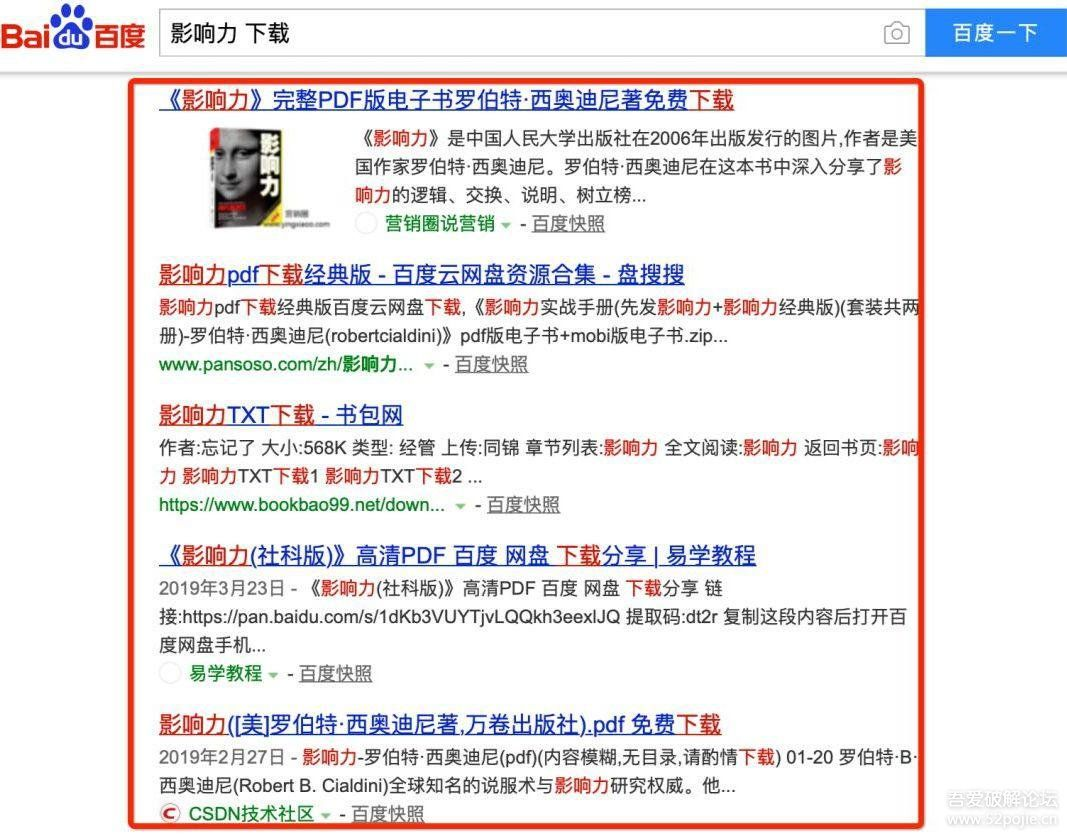 Bai du 百度
影响力 下载
百度一下
《影响力》完整PDF版电子书罗伯特·西奥迪尼著免费下载
影响力
《影响力》是中国人民大学出版社在2006年出版发行的图片,作者是美
国作家罗伯特·西奥迪尼。罗伯特·西奥迪尼在这本书中深入分享了影
响力的逻辑、交换、说明、树立榜...
营销圈
www.yingxiaoo.com
营销圈说营销 - 百度快照
影响力pdf下载经典版 - 百度云网盘资源合集 - 盘搜搜
影响力pdf下载经典版百度云网盘下载,《影响力实战手册(先发影响力+影响力经典版)(套装共两
册)-罗伯特·西奥迪尼(robertcialdini)》pdf版电子书+mobi版电子书.zip...
www.pansoso.com/zh/影响力... - 百度快照
影响力TXT下载 - 书包网
作者:忘记了 大小:568K 类型: 经管 上传:同锦 章节列表:影响力 全文阅读:影响力 返回书页:影响
力 影响力TXT下载1 影响力TXT下载2 ...
https://www.bookbao99.net/down... - 百度快照
《影响力(社科版)》高清PDF 百度 网盘 下载分享 | 易学教程
2019年3月23日 - 《影响力(社科版)》高清PDF 百度 网盘 下载分享 链
接:https://pan.baidu.com/s/1dKb3VUYTjvLQQkh3eexlJQ 提取码:dt2r 复制这段内容后打开百
度网盘手机...
易学教程 - 百度快照
影响力([美]罗伯特·西奥迪尼著,万卷出版社).pdf 免费下载
2019年2月27日 - 影响力-罗伯特·西奥迪尼(pdf)(内容模糊,无目录,请酌情下载) 01-20 罗伯特·B·
西奥迪尼(Robert B. Cialdini)全球知名的说服术与影响力研究权威。他...
CSDN技术社区 - 百度快照
吾爱破解论坛
www.52pojie.cn